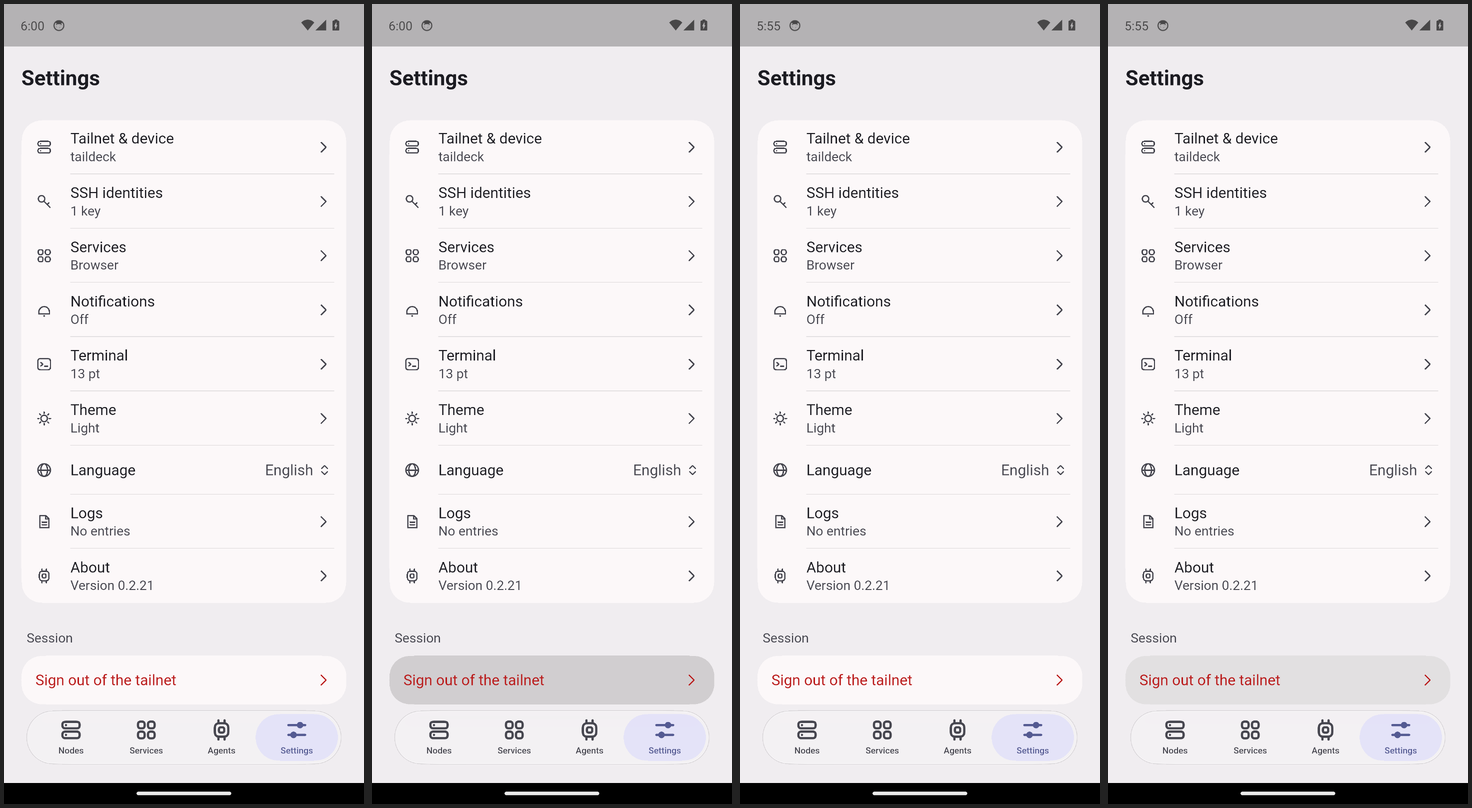 6:00
Settings
Tailnet & device
taildeck
SSH identities
1 key
Services
Browser
Notifications
Off
Terminal
13 pt
Theme
Light
Language English
Logs
No entries
About
Version 0.2.21
Session
Sign out of the tailnet
Nodes Services Agents Settings
6:00
Settings
Tailnet & device
taildeck
SSH identities
1 key
Services
Browser
Notifications
Off
Terminal
13 pt
Theme
Light
Language English
Logs
No entries
About
Version 0.2.21
Session
Sign out of the tailnet
Nodes Services Agents Settings
5:55
Settings
Tailnet & device
taildeck
SSH identities
1 key
Services
Browser
Notifications
Off
Terminal
13 pt
Theme
Light
Language English
Logs
No entries
About
Version 0.2.21
Session
Sign out of the tailnet
Nodes Services Agents Settings
5:55
Settings
Tailnet & device
taildeck
SSH identities
1 key
Services
Browser
Notifications
Off
Terminal
13 pt
Theme
Light
Language English
Logs
No entries
About
Version 0.2.21
Session
Sign out of the tailnet
Nodes Services Agents Settings